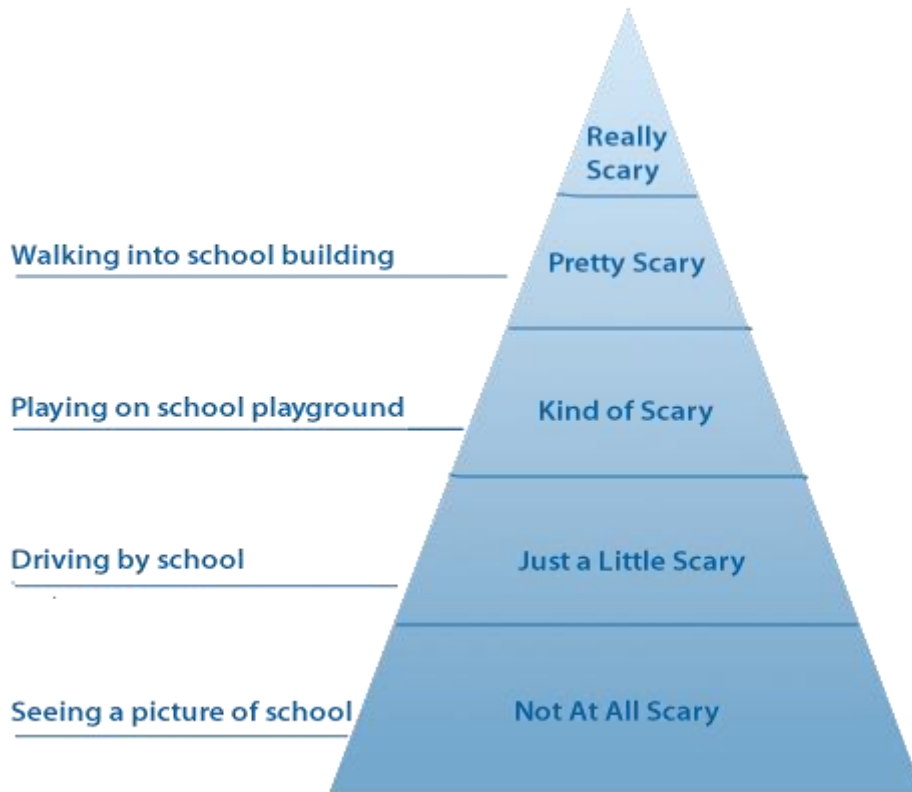 Really
Scary
Walking into school building
Pretty Scary
Playing on school playground
Kind of Scary
Driving by school
Just a Little Scary
Seeing a picture of school
Not At All Scary